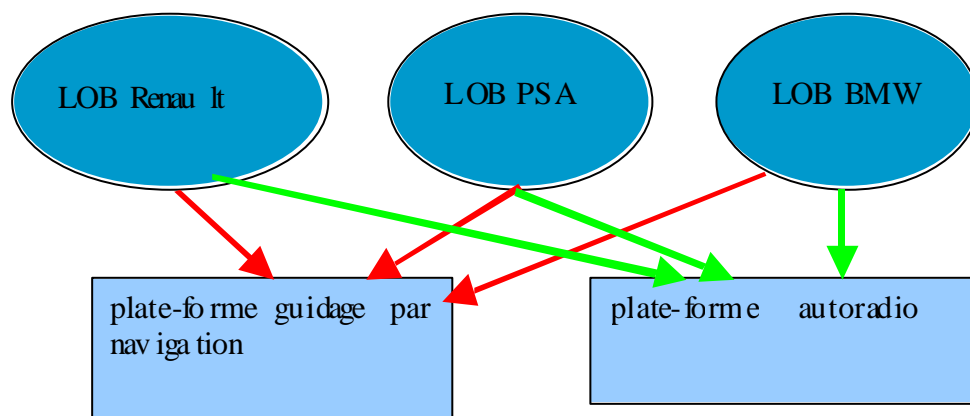 LOB Renault
LOB PSA
LOB BMW
plate-forme guidage par
navigation
plate-forme autoradio